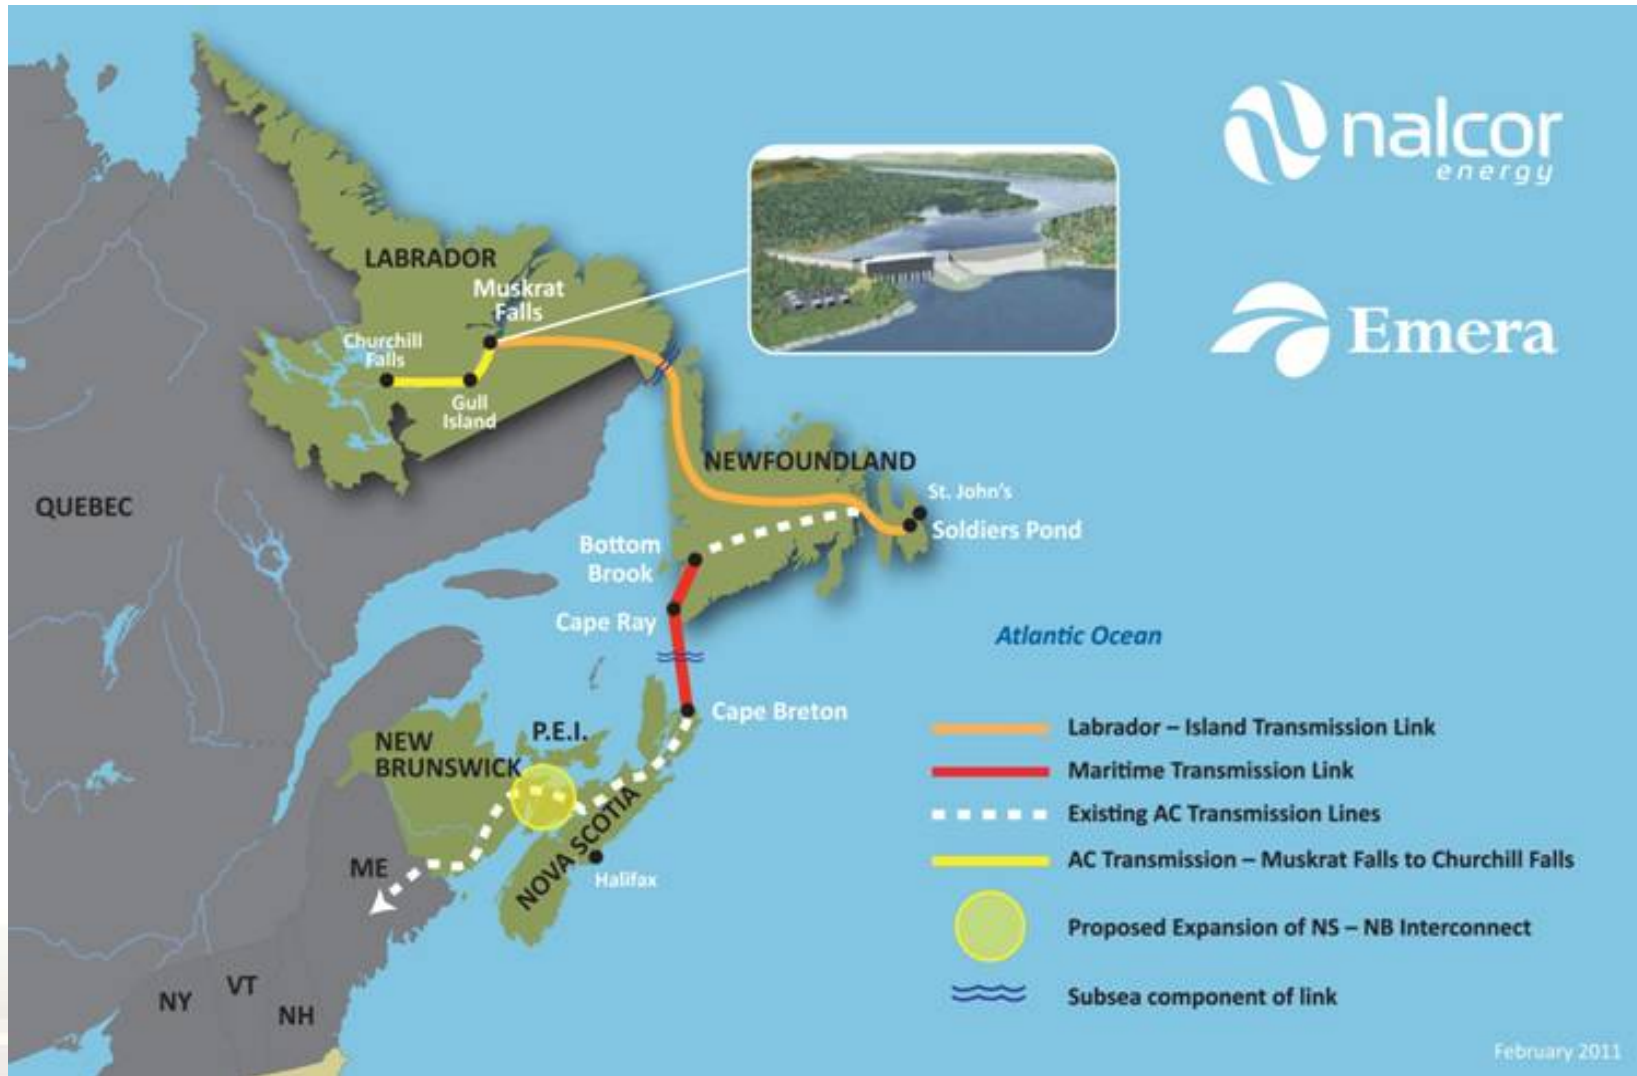 nalcor
energy
LABRADOR
Muskrat
Falls
Churchill
Falls
Gull
Island
Emera
QUEBEC
NEWFOUNDLAND
St. John's
Soldiers Pond
Bottom
Brook
Cape Ray
Atlantic Ocean
Cape Breton
P.E.I.
NEW
BRUNSWICK
NOVA SCOTIA
Halifax
ME
VT
NY
NH
Labrador – Island Transmission Link
Maritime Transmission Link
Existing AC Transmission Lines
AC Transmission – Muskrat Falls to Churchill Falls
Proposed Expansion of NS – NB Interconnect
Subsea component of link
February 2011